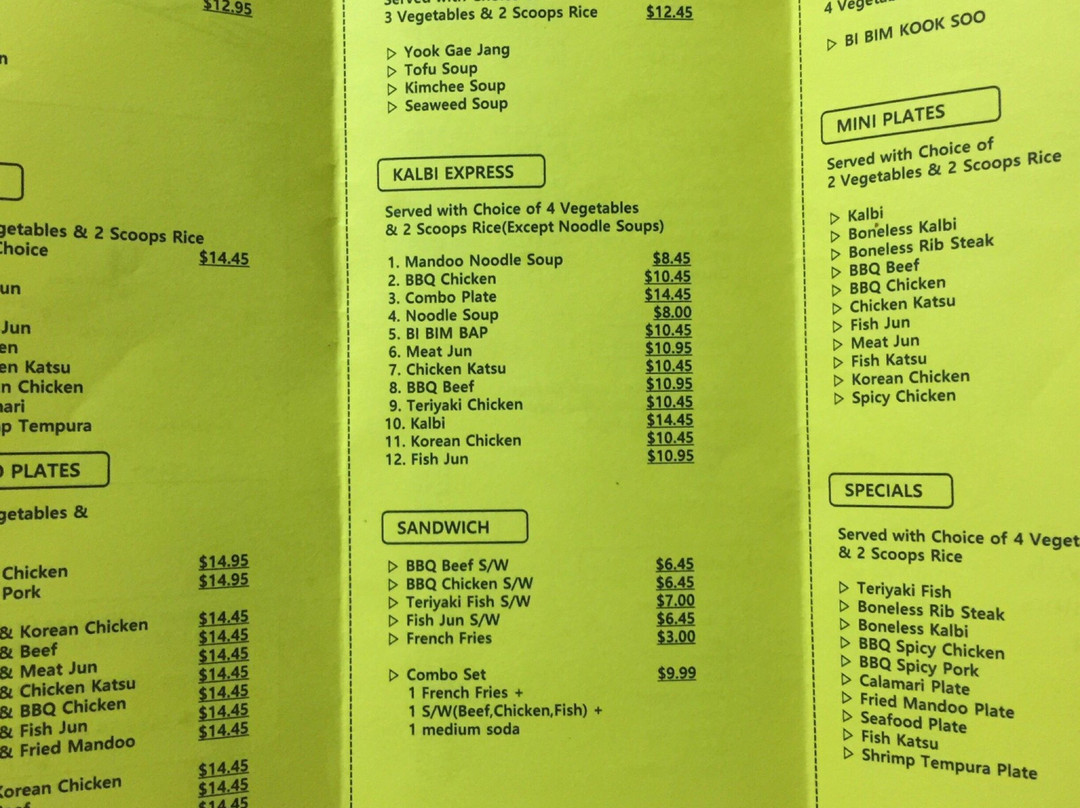 $12.95
getables & 2 Scoops Rice
Choice $14.45
Jun
en Katsu
n Chicken
p Tempura
PLATES
getables &
Chicken $14.95
Pork $14.95
& Korean Chicken $14.45
& Beef $14.45
& Meat Jun $14.45
& Chicken Katsu $14.45
& BBQ Chicken $14.45
& Fish Jun $14.45
& Fried Mandoo $14.45
Korean Chicken $14.45
$14.45
$14.45
3 Vegetables & 2 Scoops Rice $12.45
▷ Yook Gae Jang
▷ Tofu Soup
▷ Kimchee Soup
▷ Seaweed Soup
KALBI EXPRESS
Served with Choice of 4 Vegetables
& 2 Scoops Rice(Except Noodle Soups)
1. Mandoo Noodle Soup $8.45
2. BBQ Chicken $10.45
3. Combo Plate $14.45
4. Noodle Soup $8.00
5. BI BIM BAP $10.45
6. Meat Jun $10.95
7. Chicken Katsu $10.45
8. BBQ Beef $10.95
9. Teriyaki Chicken $10.45
10. Kalbi $14.45
11. Korean Chicken $10.45
12. Fish Jun $10.95
SANDWICH
▷ BBQ Beef S/W $6.45
▷ BBQ Chicken S/W $6.45
▷ Teriyaki Fish S/W $7.00
▷ Fish Jun S/W $6.45
▷ French Fries $3.00
▷ Combo Set $9.99
1 French Fries +
1 S/W(Beef,Chicken,Fish) +
1 medium soda
▷ BI BIM KOOK SOO
MINI PLATES
Served with Choice of
2 Vegetables & 2 Scoops Rice
▷ Kalbi
▷ Boneless Kalbi
▷ Boneless Rib Steak
▷ BBQ Beef
▷ BBQ Chicken
▷ Chicken Katsu
▷ Fish Jun
▷ Meat Jun
▷ Fish Katsu
▷ Korean Chicken
▷ Spicy Chicken
SPECIALS
Served with Choice of 4 Veget
& 2 Scoops Rice
▷ Teriyaki Fish
▷ Boneless Rib Steak
▷ Boneless Kalbi
▷ BBQ Spicy Chicken
▷ BBQ Spicy Pork
▷ Calamari Plate
▷ Fried Mandoo Plate
▷ Seafood Plate
▷ Fish Katsu
▷ Shrimp Tempura Plate